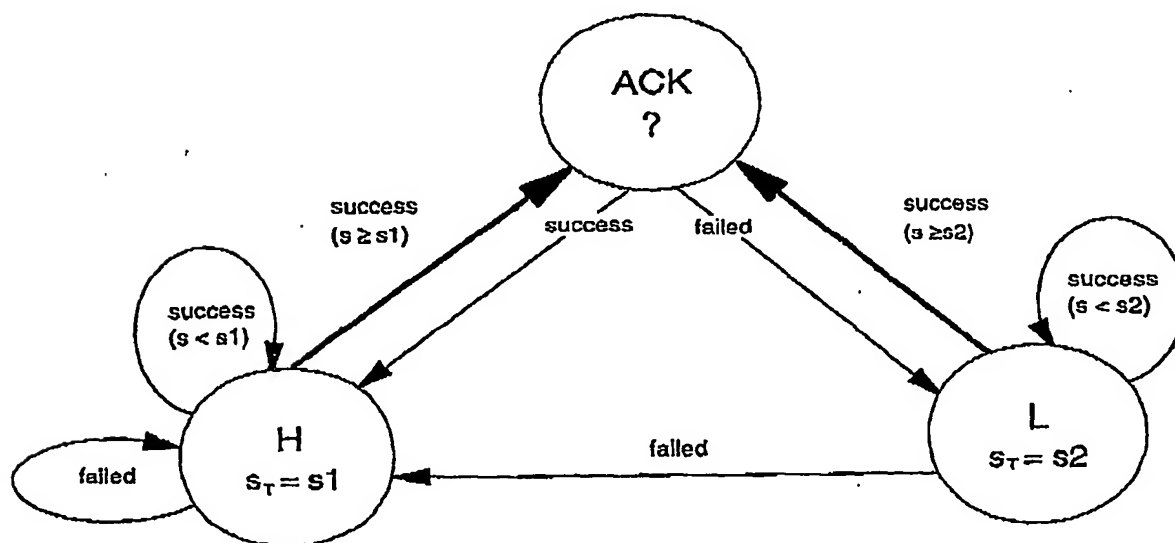 ACK
?
success
(s ≥ s1)
success
failed
success
(s ≥s2)
success
(s < s1)
success
(s < s2)
H
s_T = s1
failed
failed
L
s_T = s2